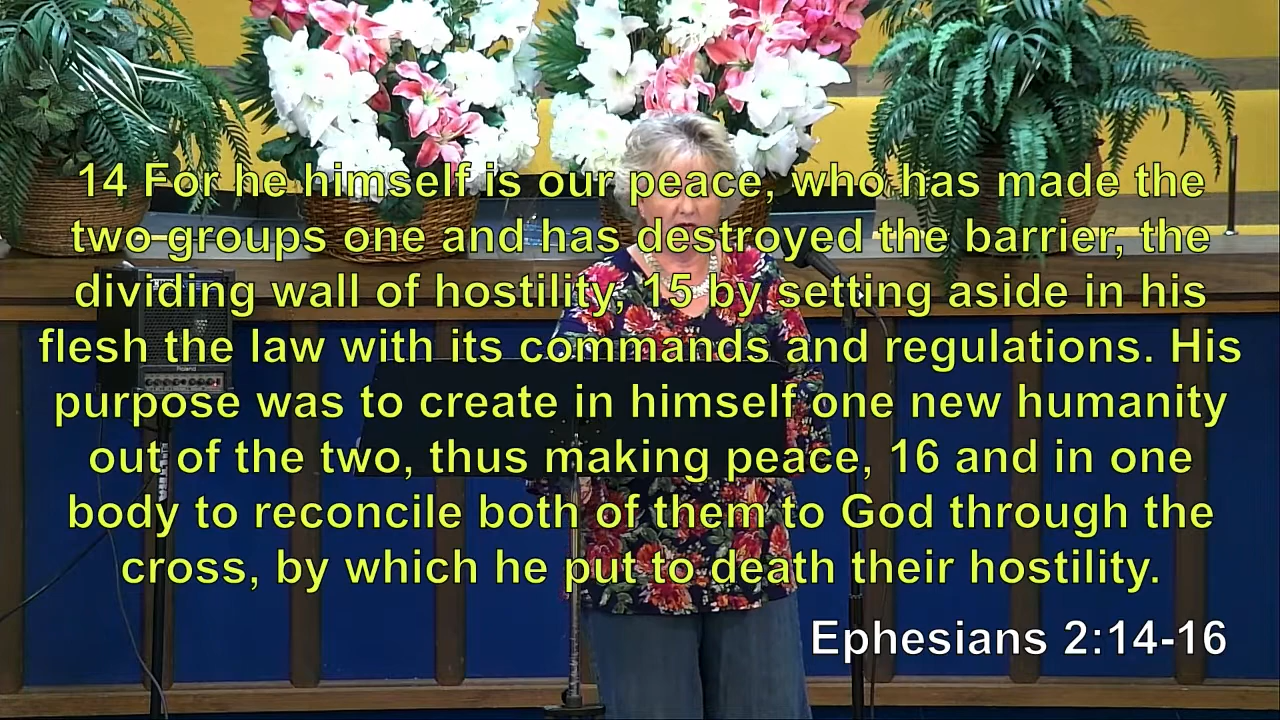 14 For he himself is our peace, who has made the
two groups one and has destroyed the barrier, the
dividing wall of hostility, 15 by setting aside in his
flesh the law with its commands and regulations. His
purpose was to create in himself one new humanity
out of the two, thus making peace, 16 and in one
body to reconcile both of them to God through the
cross, by which he put to death their hostility.
Ephesians 2:14-16
Roland